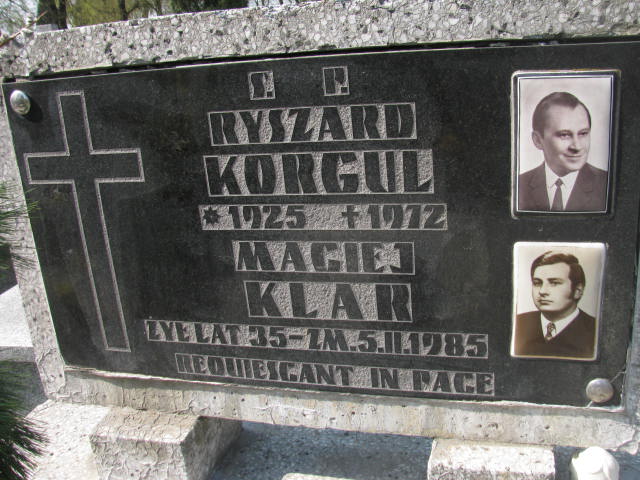 Ś. P.
RYSZARD
KORGUL
* 1925 + 1972
MACIEJ
KLAR
ŻYŁ LAT 35 - ZM. 5.II.1985
REQUIESCANT IN PACE